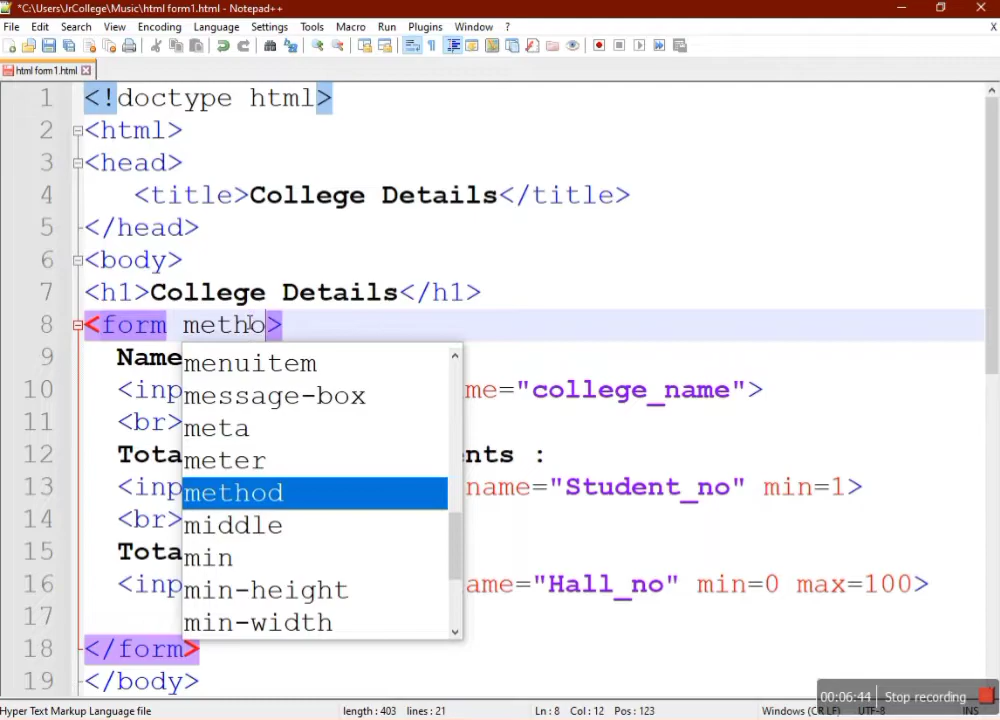 *C:\Users\JrCollege\Music\html form1.html - Notepad++
File Edit Search View Encoding Language Settings Tools Macro Run Plugins Window ? X
html form1.html
1 <!doctype html>
2 <html>
3 <head>
4 <title>College Details</title>
5 </head>
6 <body>
7 <h1>College Details</h1>
8 <form metho>
9 Name
10 <inp me="college_name">
11 <br>
12 Tota nts :
13 <inp name="Student_no" min=1>
14 <br>
15 Tota
16 <inp ame="Hall_no" min=0 max=100>
17
18 </form>
19 </body>
menuitem
message-box
meta
meter
method
middle
min
min-height
min-width
00:06:44 Stop recording
Hyper Text Markup Language file length : 403 lines : 21 Ln : 8 Col : 12 Pos : 123 Windows (CR LF) UTF-8 INS